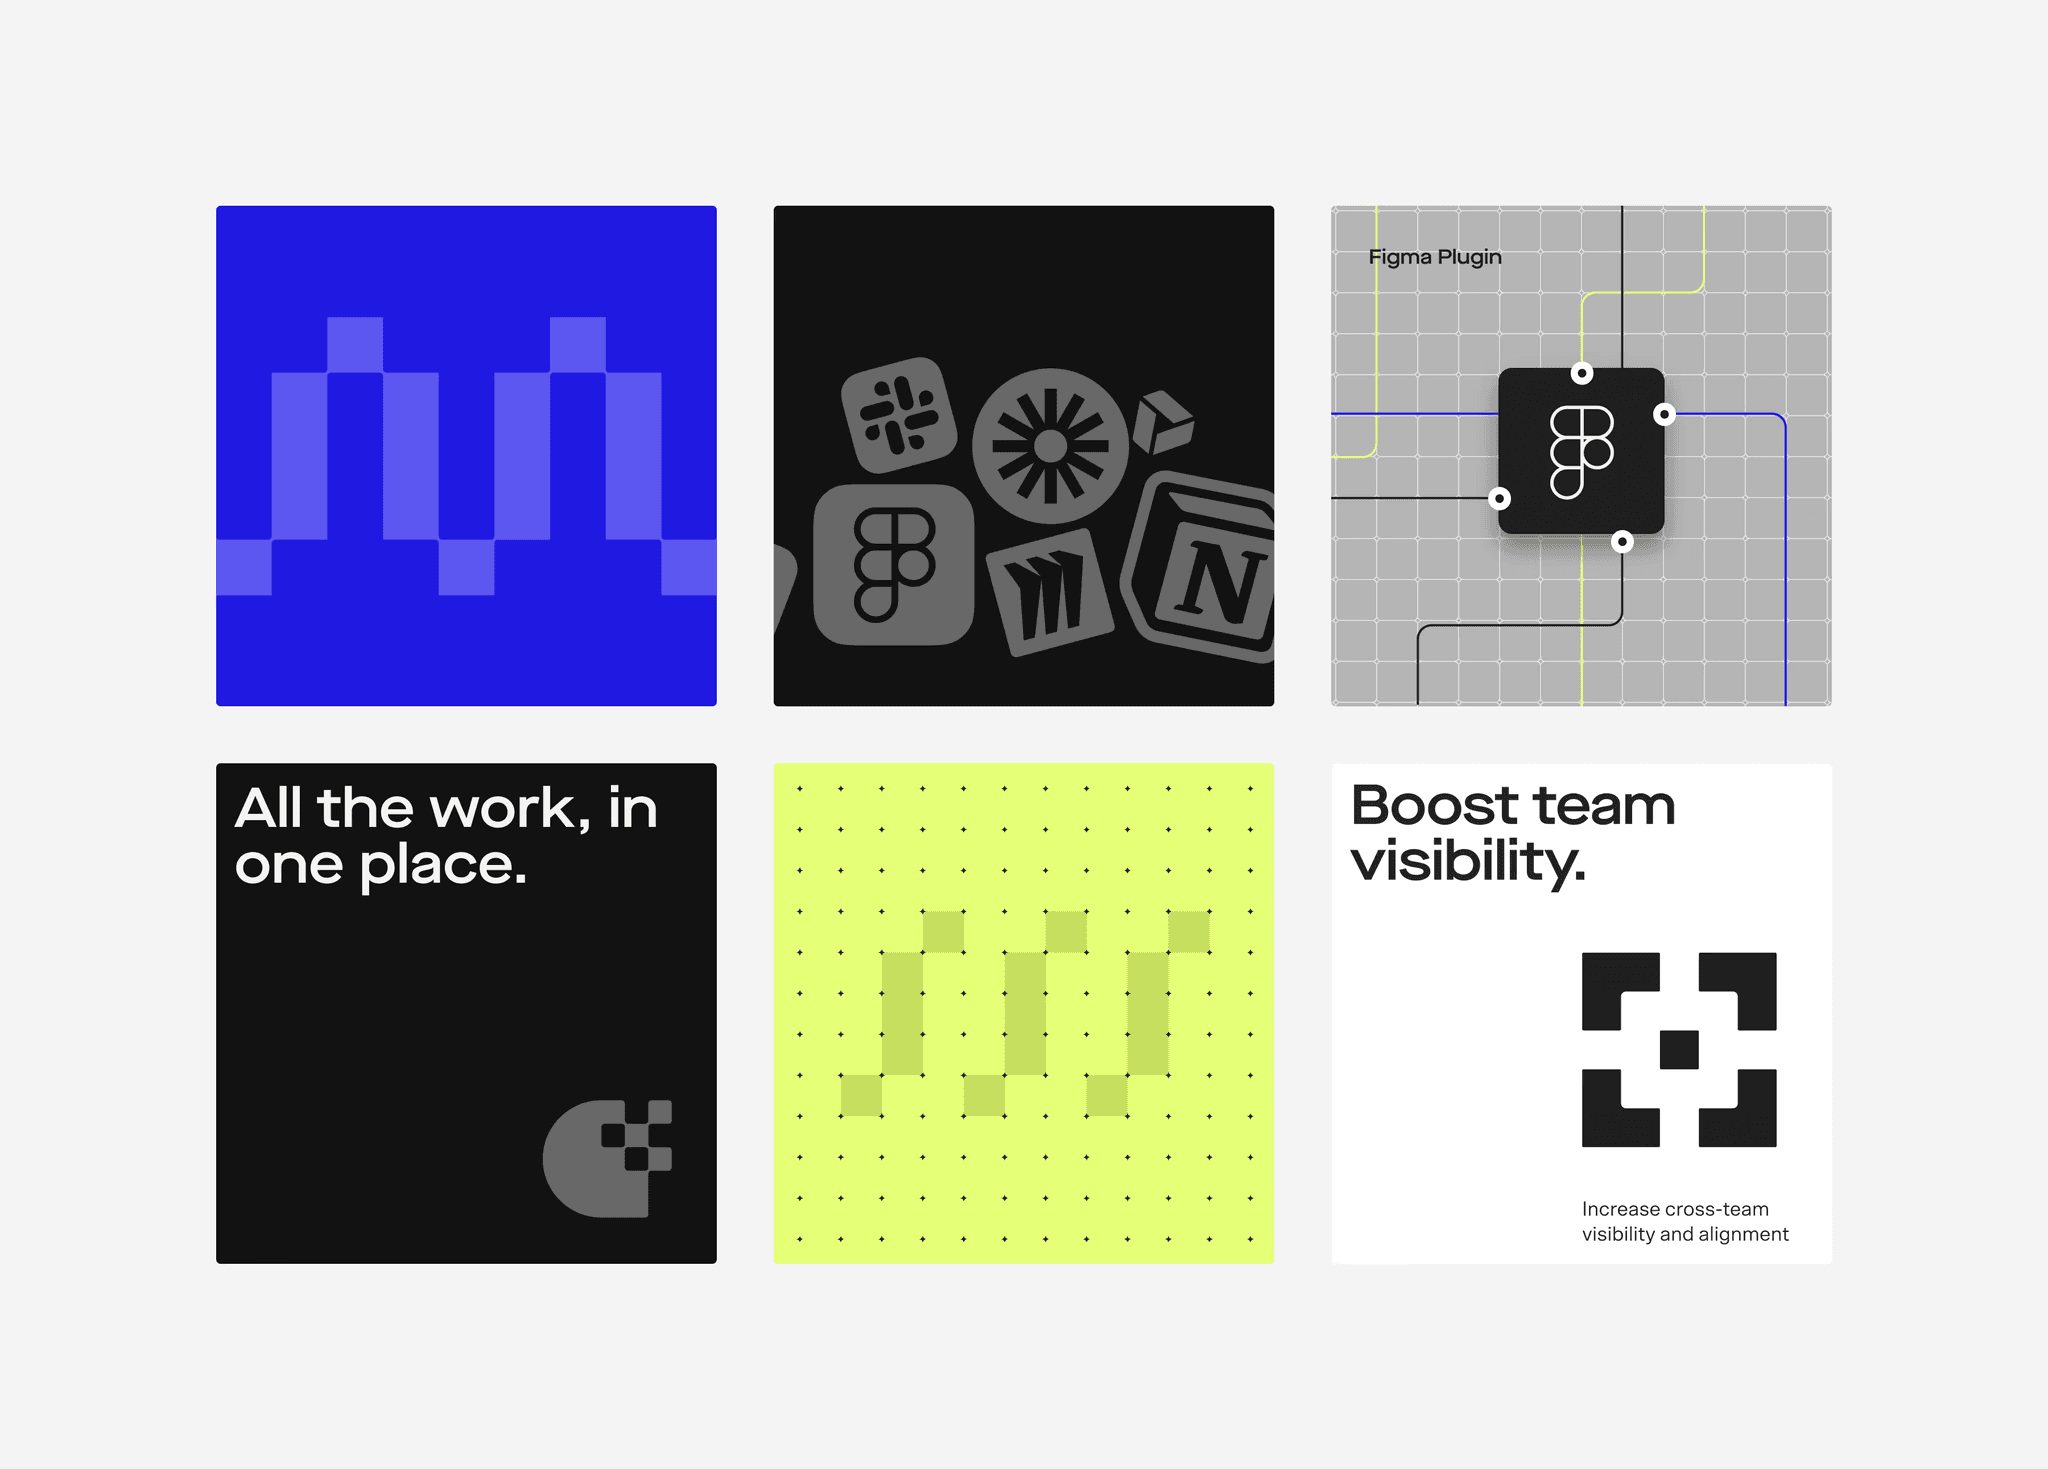 Figma Plugin
N
All the work, in
one place.
Boost team
visibility.
Increase cross-team
visibility and alignment